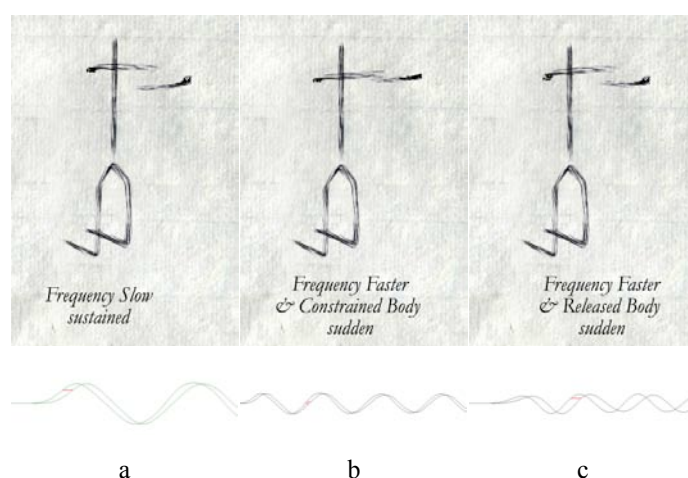 Frequency Slow
sustained
Frequency Faster
& Constrained Body
sudden
Frequency Faster
& Released Body
sudden
a
b
c